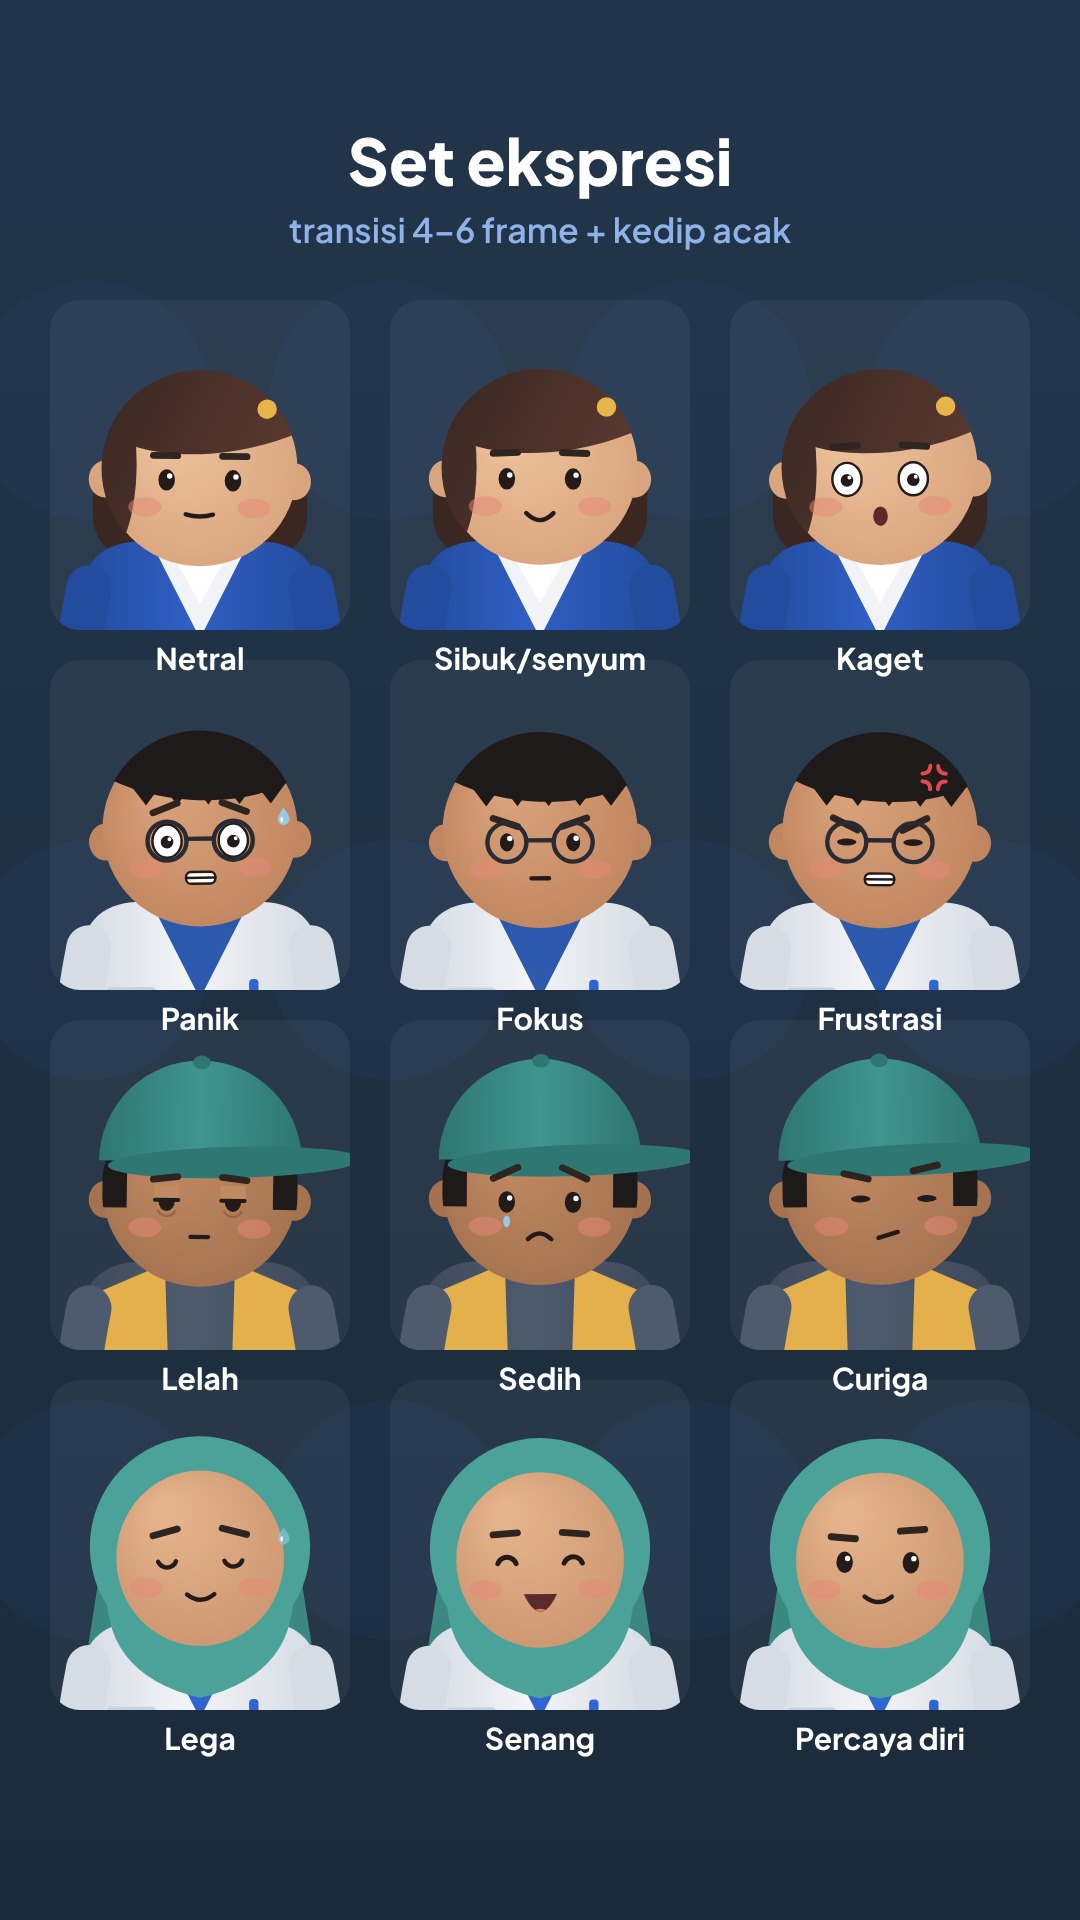 Set ekspresi
transisi 4–6 frame + kedip acak
Netral
Sibuk/senyum
Kaget
Panik
Fokus
Frustrasi
Lelah
Sedih
Curiga
Lega
Senang
Percaya diri